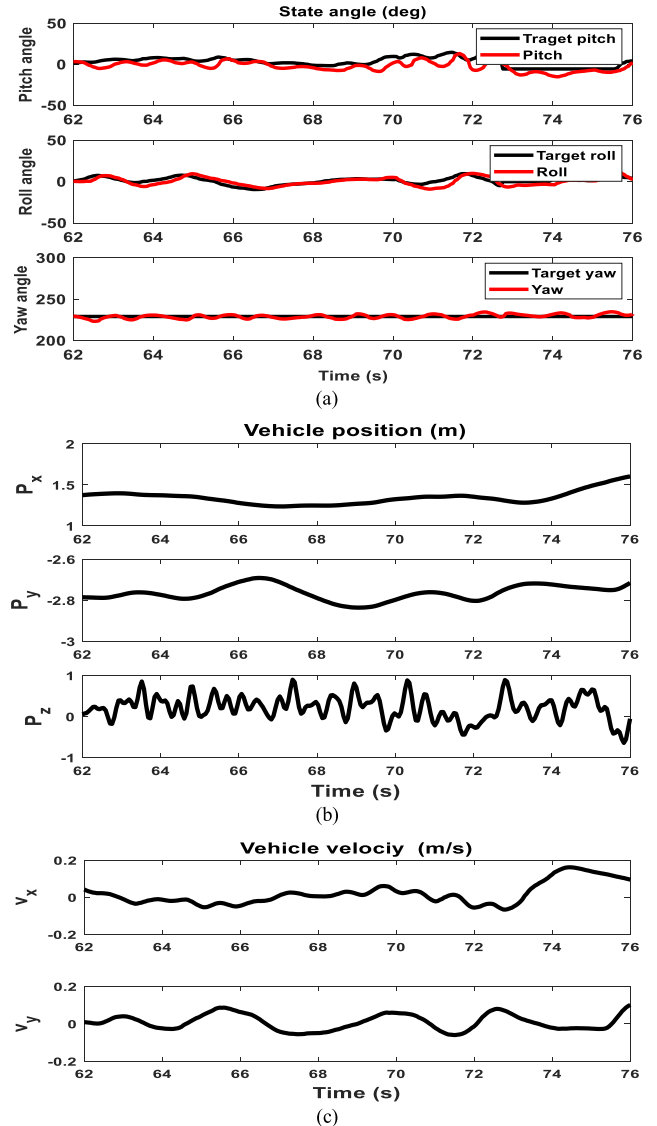 State angle (deg)
Pitch angle
50
0
-50
Traget pitch
Pitch
62 64 66 68 70 72 74 76
Roll angle
50
0
-50
Target roll
Roll
62 64 66 68 70 72 74 76
Yaw angle
300
250
200
Target yaw
Yaw
62 64 66 68 70 72 74 76
Time (s)
(a)
Vehicle position (m)
P_x
2
1.5
1
62 64 66 68 70 72 74 76
P_y
-2.6
-2.8
-3
62 64 66 68 70 72 74 76
P_z
1
0
-1
62 64 66 68 70 72 74 76
Time (s)
(b)
Vehicle velociy (m/s)
v_x
0.2
0
-0.2
62 64 66 68 70 72 74 76
v_y
0.2
0
-0.2
62 64 66 68 70 72 74 76
Time (s)
(c)